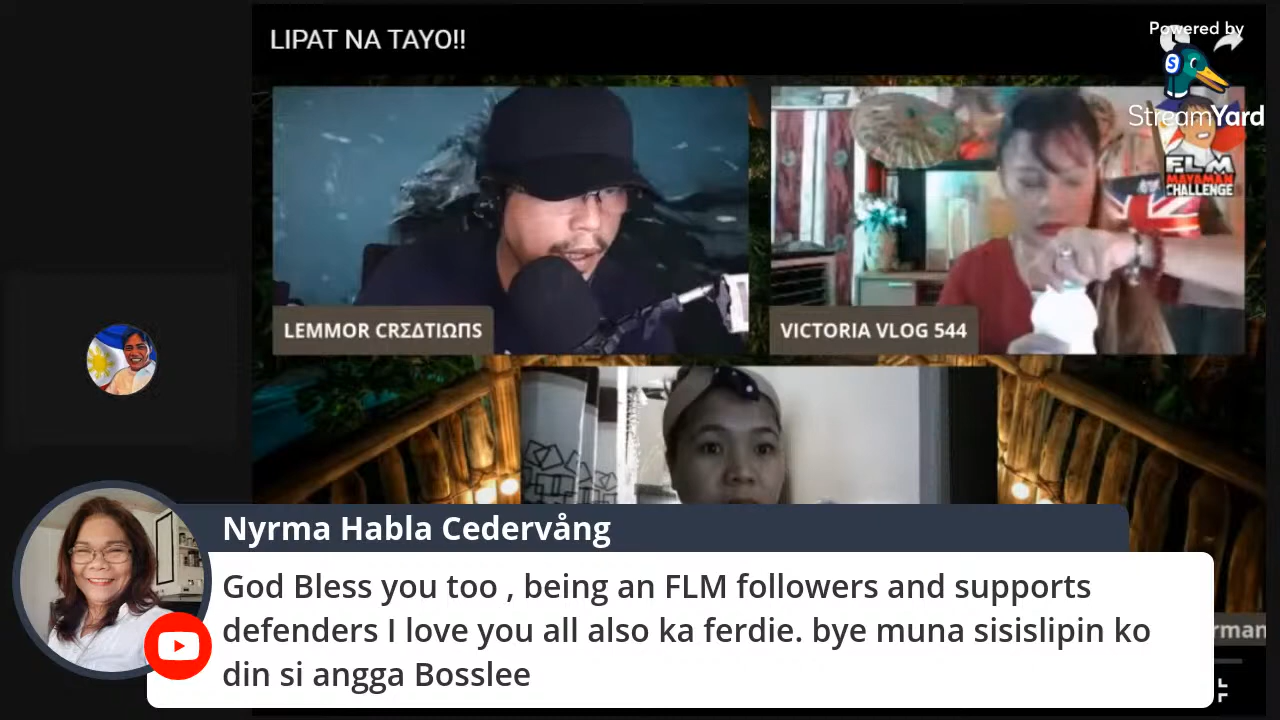 LIPAT NA TAYO!!
Powered by
S
StreamYard
FLM
MAYAMAN
CHALLENGE
LEMMOR CRΣΔTIΩΠS
VICTORIA VLOG 544
Nyrma Habla Cedervång
God Bless you too , being an FLM followers and supports
defenders I love you all also ka ferdie. bye muna sisislipin ko
din si angga Bosslee